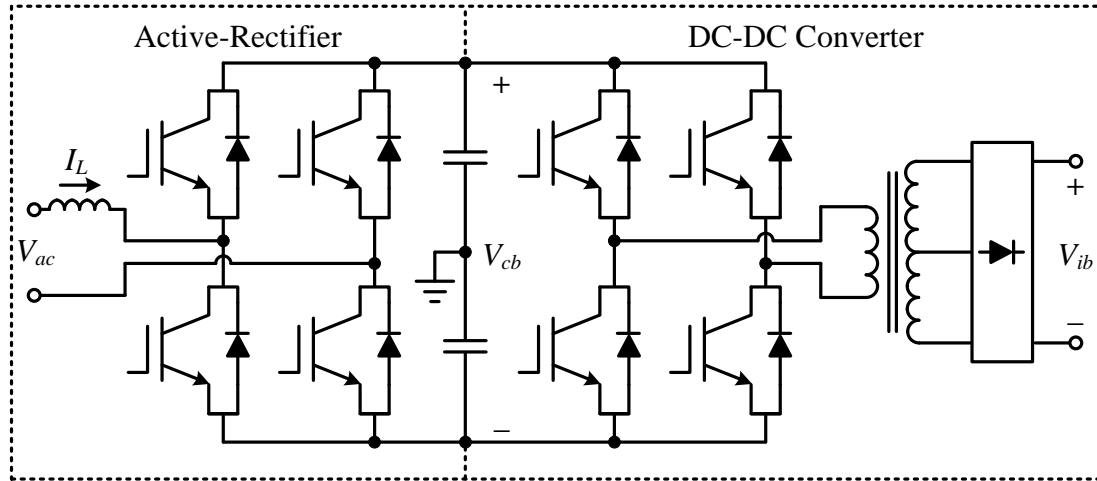 Active-Rectifier
DC-DC Converter
+
I_L
+
V_ac
V_cb
V_ib
−
−